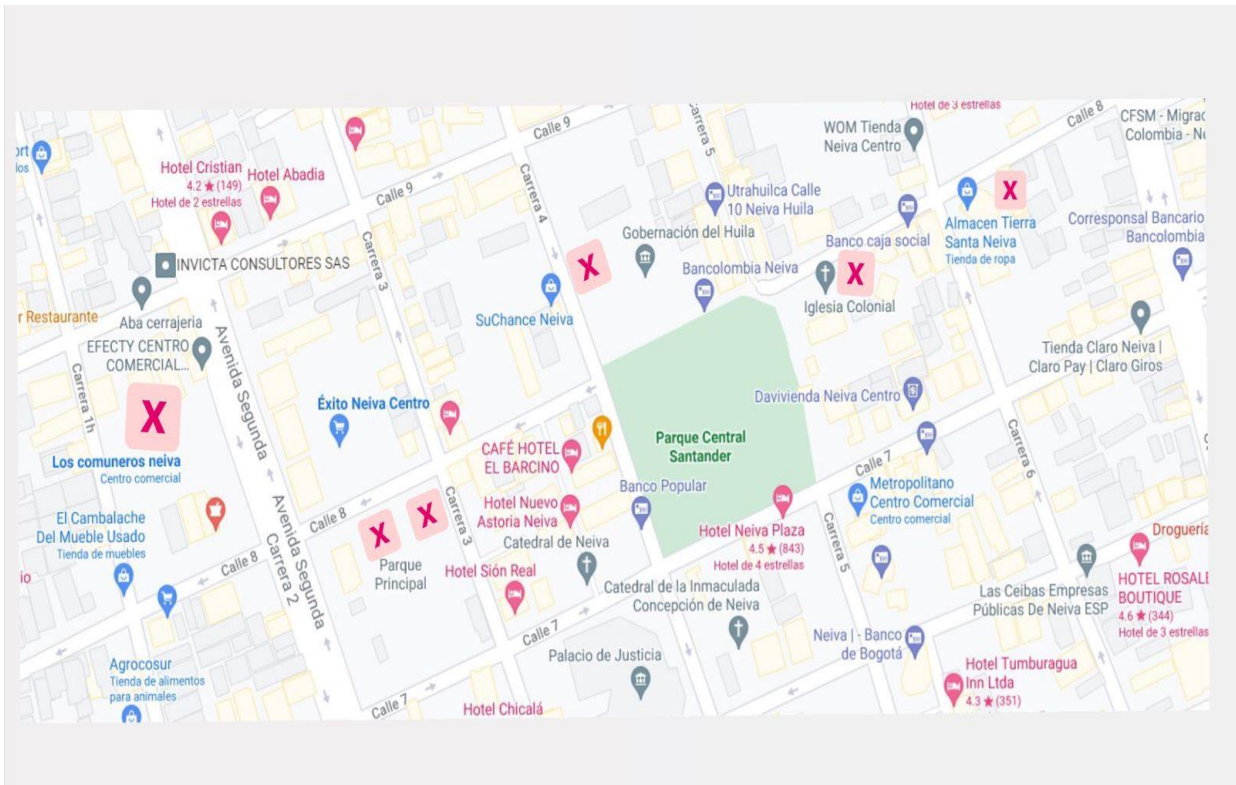 Hotel de 3 estrellas
Calle 8
CFSM - Migrac
Colombia - Ne
Calle 9
Carrera 5
WOM Tienda
Neiva Centro
ort
los
Hotel Cristian
4.2 ★ (149)
Hotel de 2 estrellas
Hotel Abadia
Calle 9
Carrera 4
Utrahuilca Calle
10 Neiva Huila
X
Almacen Tierra
Santa Neiva
Tienda de ropa
Corresponsal Bancario
Bancolombia
Gobernación del Huila
Banco caja social
INVICTA CONSULTORES SAS
Carrera 3
X
Bancolombia Neiva
X
Iglesia Colonial
r Restaurante
Aba cerrajeria
SuChance Neiva
EFECTY CENTRO
COMERCIAL...
Avenida Segunda
Tienda Claro Neiva |
Claro Pay | Claro Giros
Carrera 1h
X
Éxito Neiva Centro
Davivienda Neiva Centro
Los comuneros neiva
Centro comercial
CAFÉ HOTEL
EL BARCINO
Parque Central
Santander
Carrera 6
Calle 7
Banco Popular
Metropolitano
Centro Comercial
Centro comercial
El Cambalache
Del Mueble Usado
Tienda de muebles
Avenida Segunda
Carrera 2
Calle 8
X
X
Carrera 3
Hotel Nuevo
Astoria Neiva
Hotel Neiva Plaza
4.5 ★ (843)
Hotel de 4 estrellas
Carrera 5
Droguería
Catedral de Neiva
Calle 8
Parque
Principal
Hotel Sión Real
Catedral de la Inmaculada
Concepción de Neiva
io
Las Ceibas Empresas
Públicas De Neiva ESP
HOTEL ROSALE
BOUTIQUE
4.6 ★ (344)
Hotel de 3 estrellas
Calle 7
Neiva | - Banco
de Bogotá
Palacio de Justicia
Agrocosur
Tienda de alimentos
para animales
Hotel Tumburagua
Inn Ltda
4.3 ★ (351)
Calle 7
Hotel Chicalá